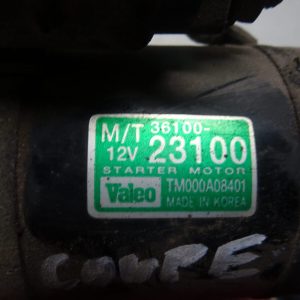 M/T 36100-
12V 23100
STARTER MOTOR
Valeo TM000A08401
MADE IN KOREA
COUPE